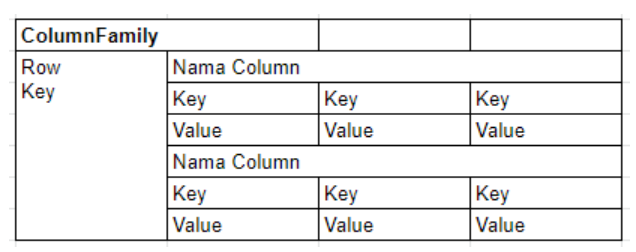 ColumnFamily
Row
Key
Nama Column
Key Key Key
Value Value Value
Nama Column
Key Key Key
Value Value Value